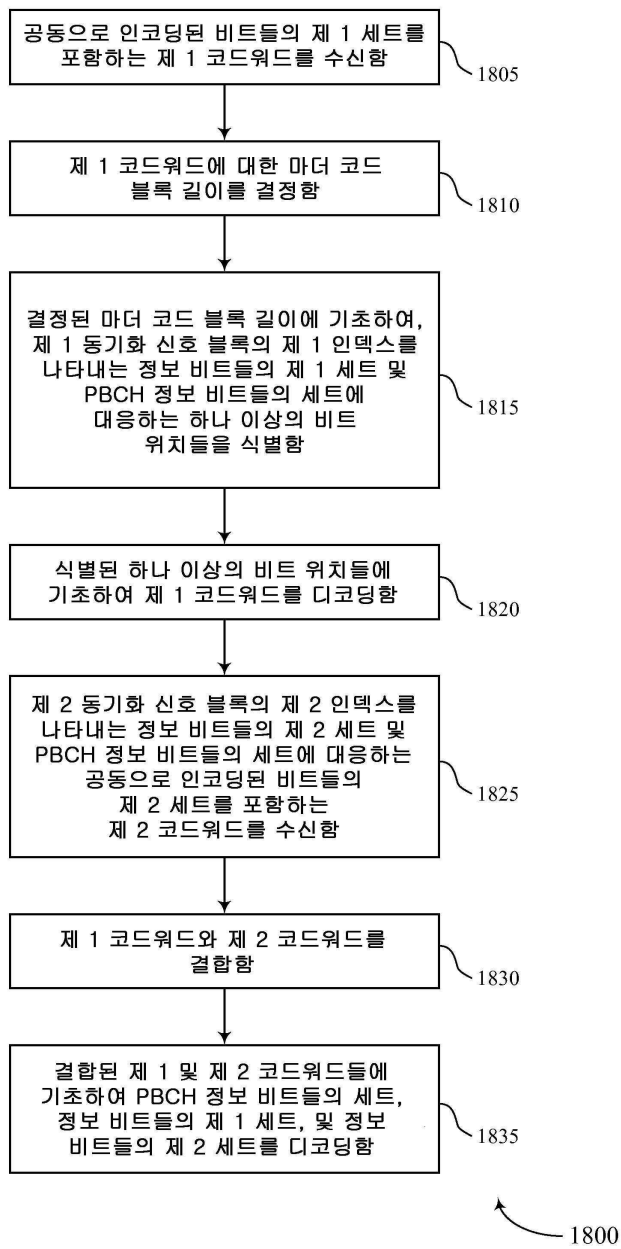 공동으로 인코딩된 비트들의 제 1 세트를
포함하는 제 1 코드워드를 수신함
1805
제 1 코드워드에 대한 마더 코드
블록 길이를 결정함
1810
결정된 마더 코드 블록 길이에 기초하여,
제 1 동기화 신호 블록의 제 1 인덱스를
나타내는 정보 비트들의 제 1 세트 및
PBCH 정보 비트들의 세트에
대응하는 하나 이상의 비트
위치들을 식별함
1815
식별된 하나 이상의 비트 위치들에
기초하여 제 1 코드워드를 디코딩함
1820
제 2 동기화 신호 블록의 제 2 인덱스를
나타내는 정보 비트들의 제 2 세트 및
PBCH 정보 비트들의 세트에 대응하는
공동으로 인코딩된 비트들의
제 2 세트를 포함하는
제 2 코드워드를 수신함
1825
제 1 코드워드와 제 2 코드워드를
결합함
1830
결합된 제 1 및 제 2 코드워드들에
기초하여 PBCH 정보 비트들의 세트,
정보 비트들의 제 1 세트, 및 정보
비트들의 제 2 세트를 디코딩함
1835
1800